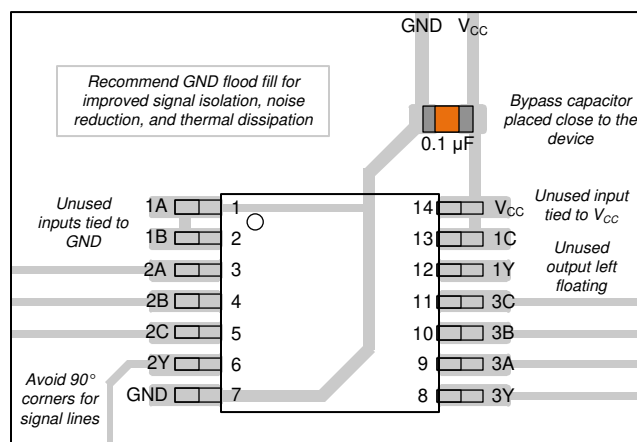 GND VCC
Recommend GND flood fill for
improved signal isolation, noise
reduction, and thermal dissipation
Bypass capacitor
placed close to the
device
0.1 µF
Unused
inputs tied to
GND
1A 1 14 VCC
1B 2 13 1C
2A 3 12 1Y
2B 4 11 3C
2C 5 10 3B
2Y 6 9 3A
GND 7 8 3Y
Unused input
tied to VCC
Unused
output left
floating
Avoid 90°
corners for
signal lines